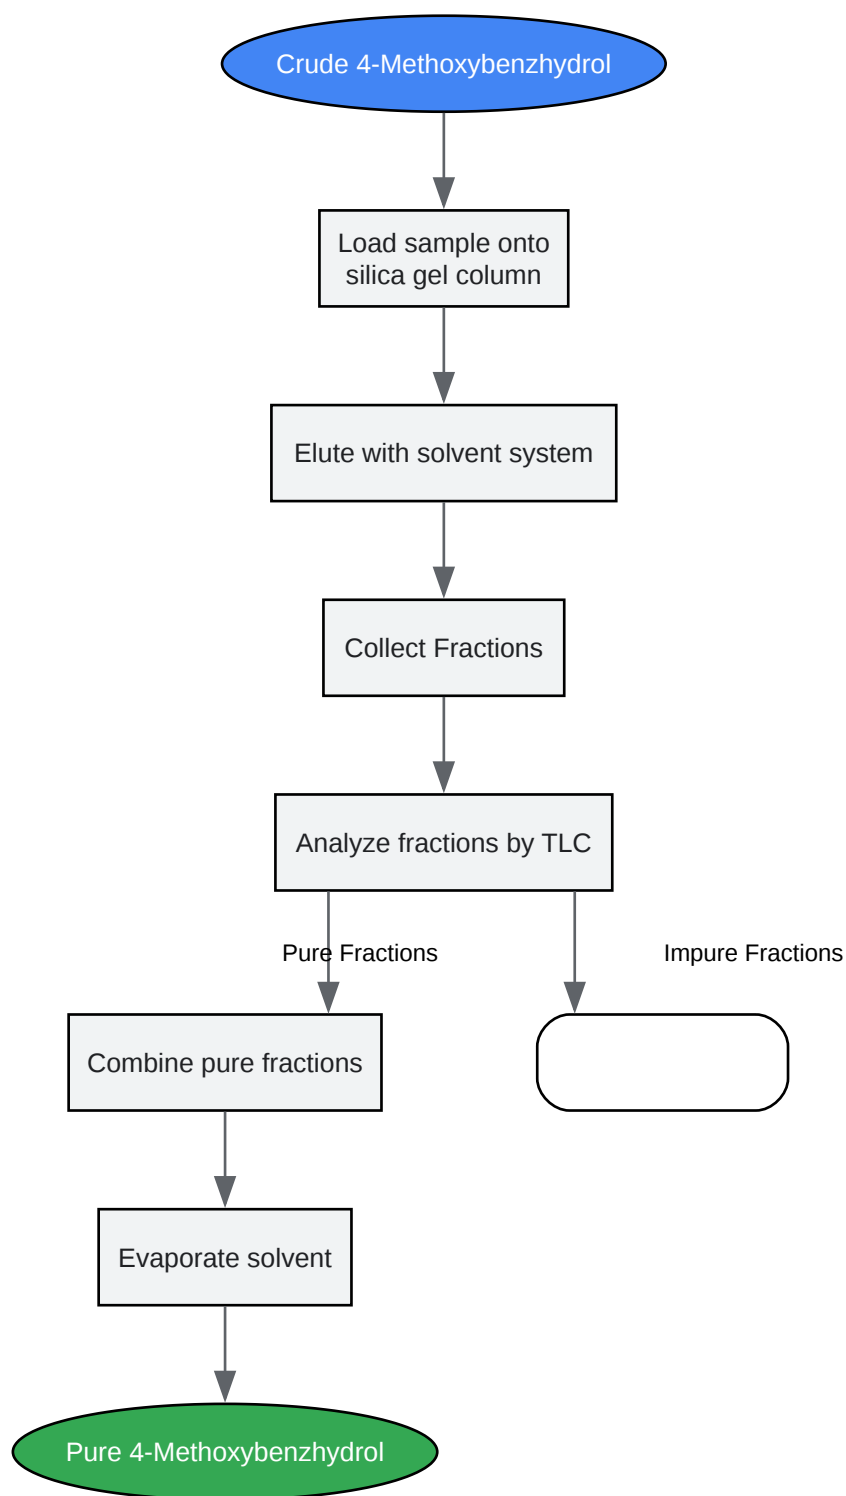 Crude 4-Methoxybenzhydrol
Load sample onto
silica gel column
Elute with solvent system
Collect Fractions
Analyze fractions by TLC
Pure Fractions
Impure Fractions
Combine pure fractions
Evaporate solvent
Pure 4-Methoxybenzhydrol